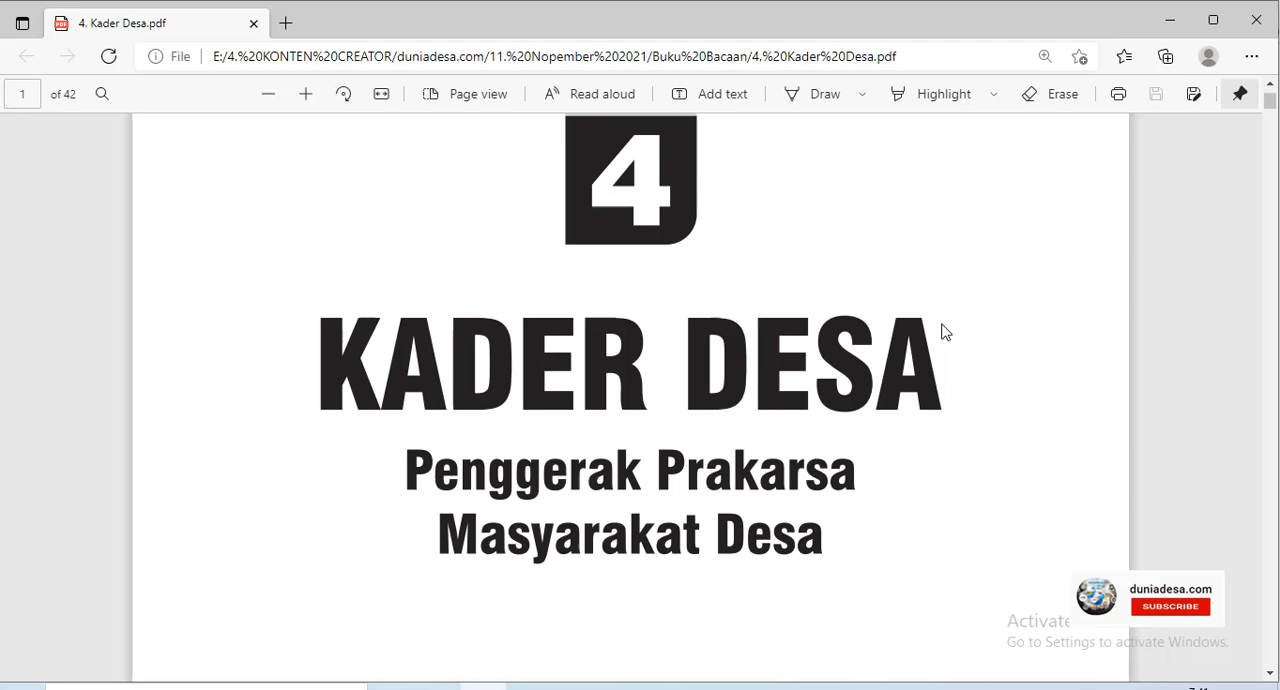 4. Kader Desa.pdf
File E:/4.%20KONTEN%20CREATOR/duniadesa.com/11.%20Nopember%202021/Buku%20Bacaan/4.%20Kader%20Desa.pdf
1 of 42 Page view Read aloud Add text Draw Highlight Erase
4
KADER DESA
Penggerak Prakarsa
Masyarakat Desa
duniadesa.com
SUBSCRIBE
Activate
Go to Settings to activate Windows.